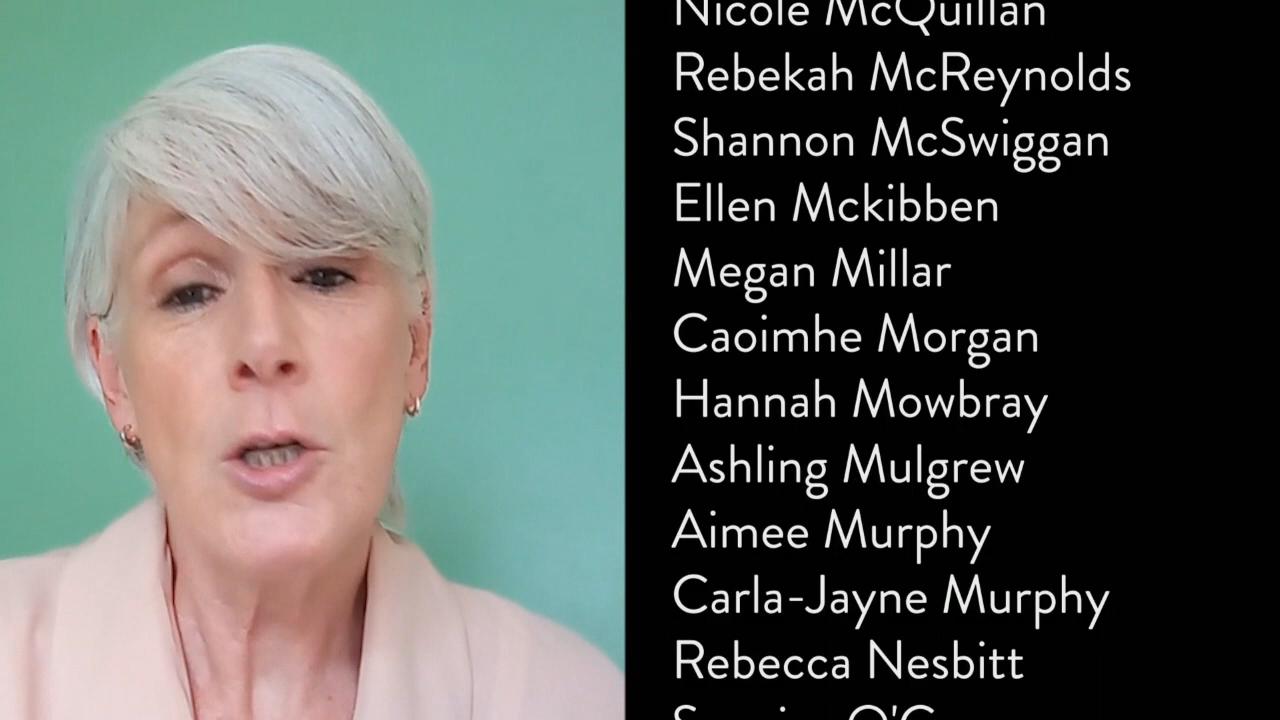 Nicole McQuillan
Rebekah McReynolds
Shannon McSwiggan
Ellen Mckibben
Megan Millar
Caoimhe Morgan
Hannah Mowbray
Ashling Mulgrew
Aimee Murphy
Carla-Jayne Murphy
Rebecca Nesbitt